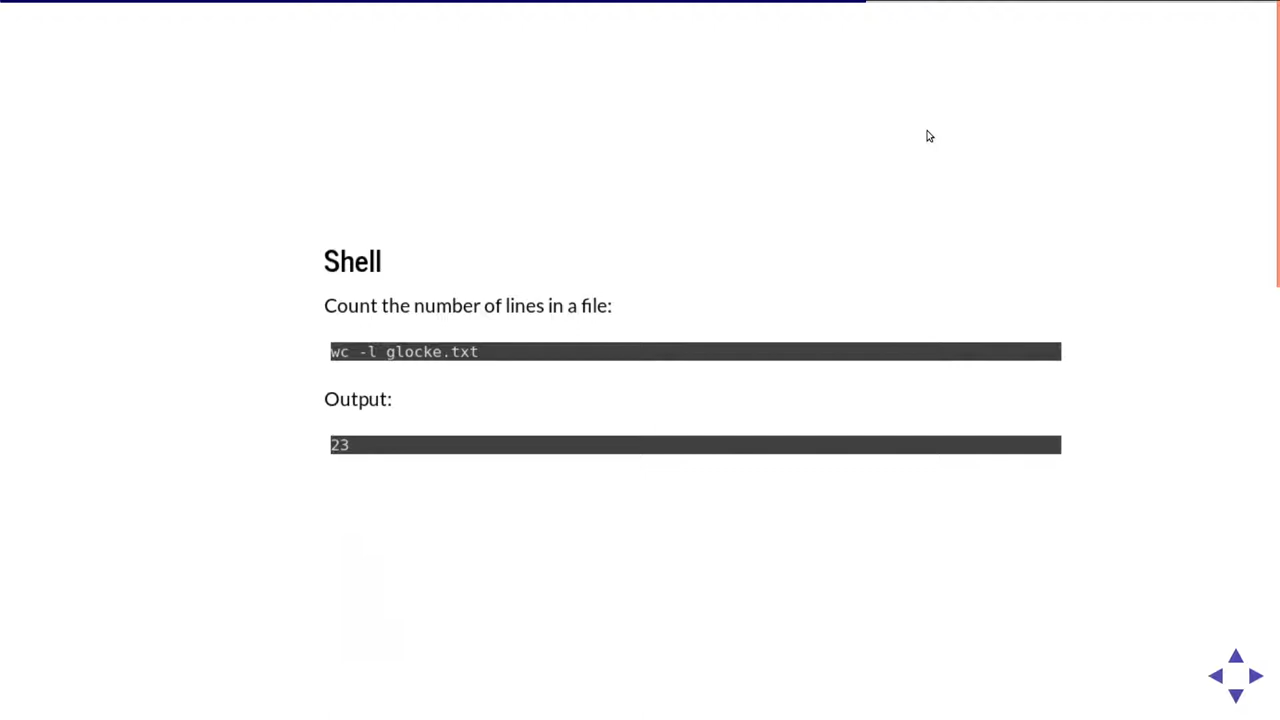 Shell
Count the number of lines in a file:
wc -l glocke.txt
Output:
23